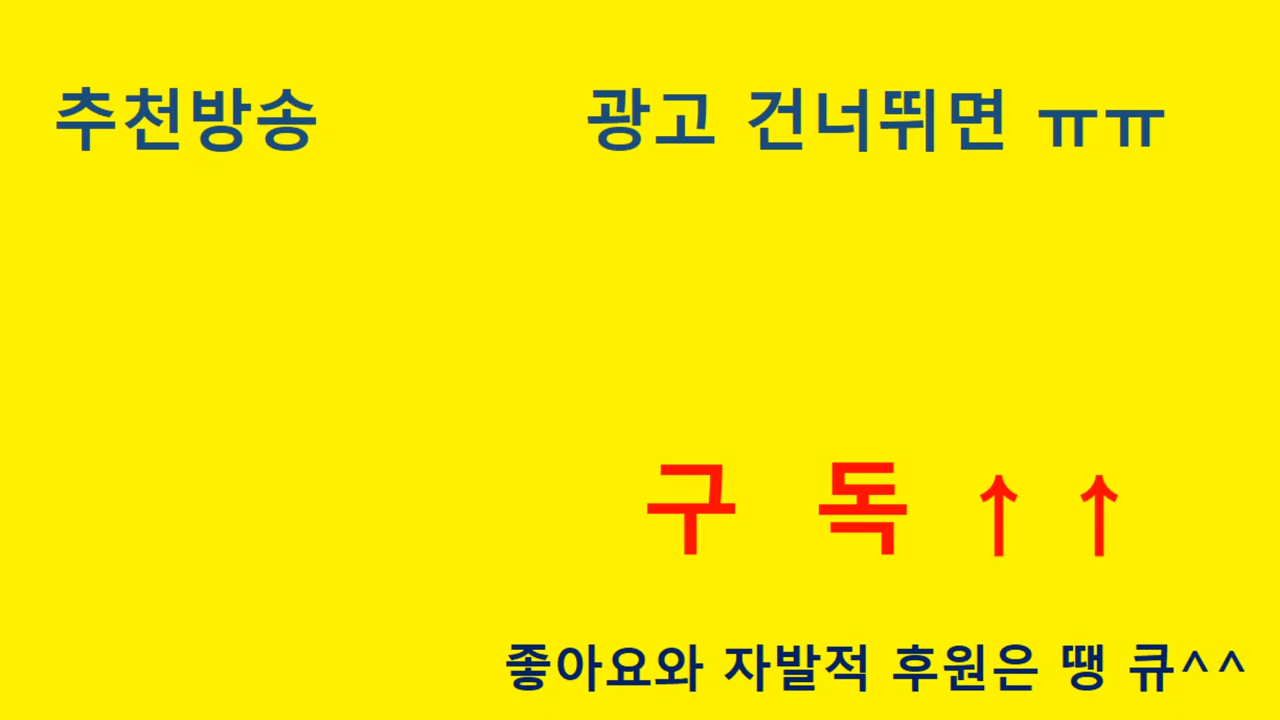 추천방송 광고 건너뛰면 ㅠㅠ
구 독 ↑ ↑
좋아요와 자발적 후원은 땡 큐^^